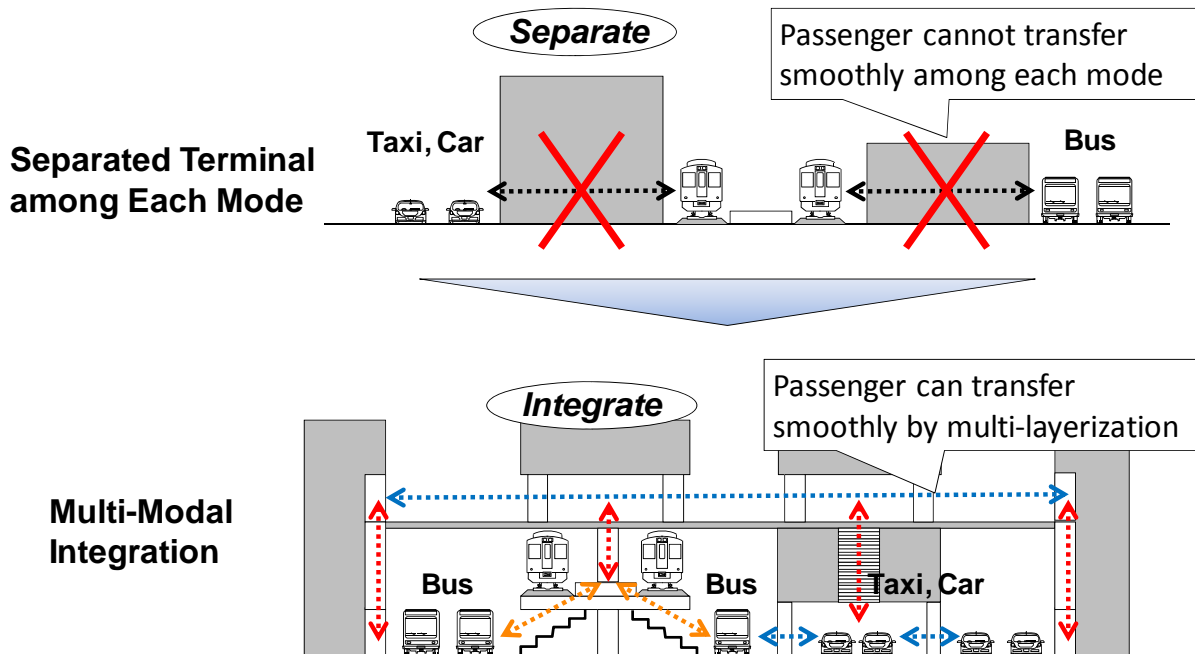 Separate
Passenger cannot transfer
smoothly among each mode
Taxi, Car
Bus
Separated Terminal
among Each Mode
Integrate
Passenger can transfer
smoothly by multi-layerization
Multi-Modal
Integration
Bus
Bus
Taxi, Car